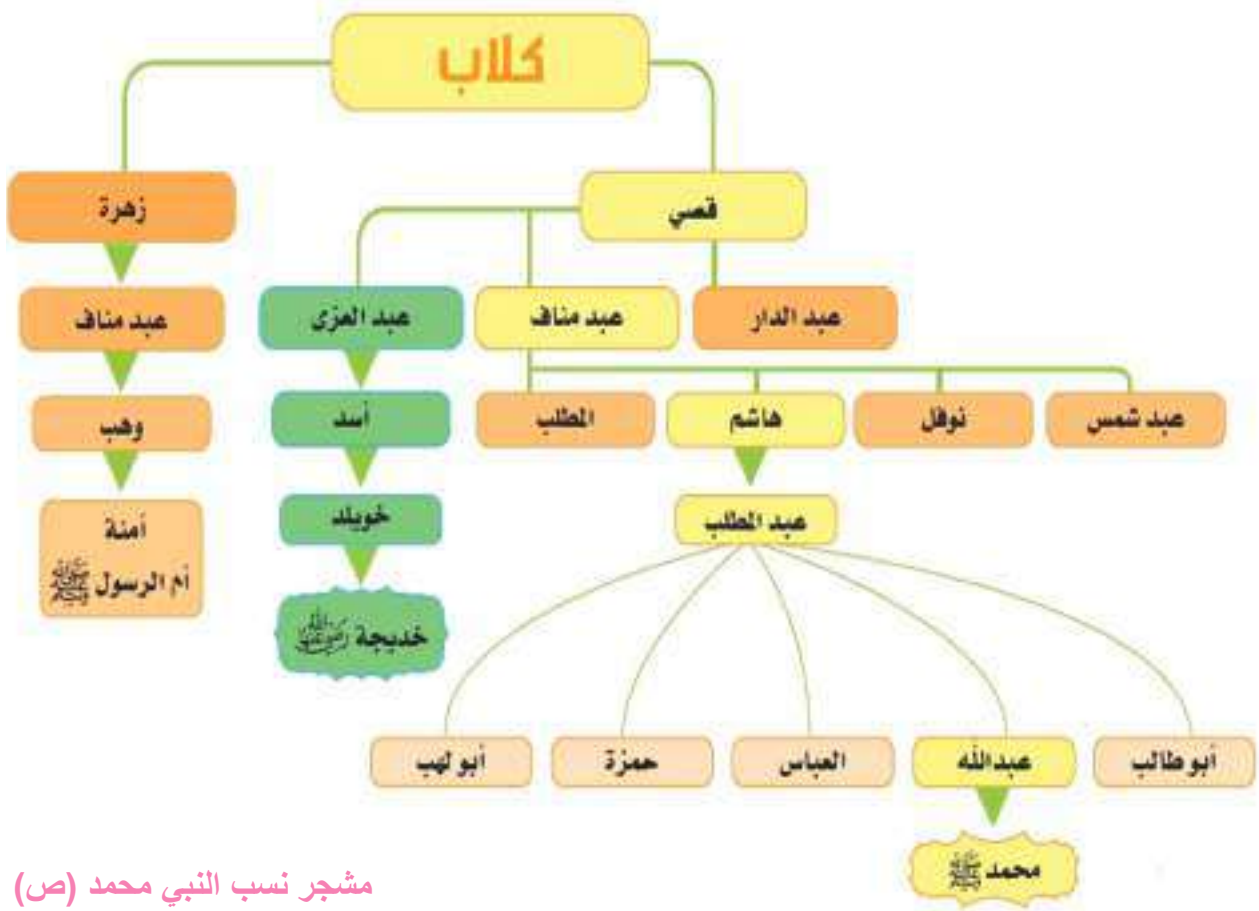 كلاب
قصي
زهرة
عبد الدار
عبد مناف
عبد العزى
عبد مناف
عبد شمس
نوفل
هاشم
المطلب
أسد
وهب
عبد المطلب
خويلد
آمنة
أم الرسول ﷺ
خديجة رضي الله عنها
أبو طالب
عبدالله
العباس
حمزة
أبو لهب
محمد ﷺ
مشجر نسب النبي محمد (ص)